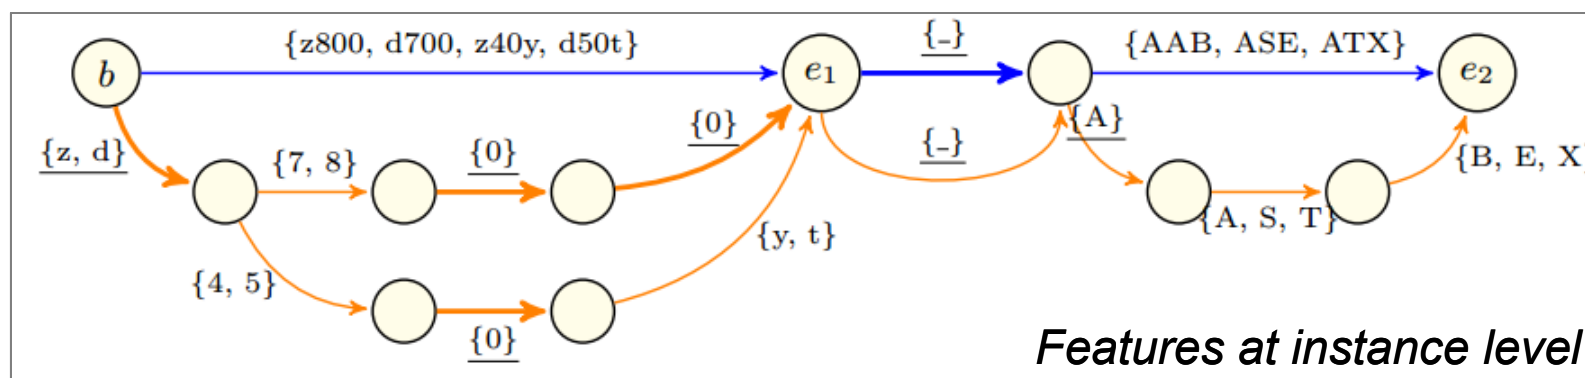 {z800, d700, z40y, d50t}
{-}
{AAB, ASE, ATX}
b
e1
e2
{z, d}
{7, 8}
{0}
{0}
{-}
{A}
{B, E, X}
{A, S, T}
{y, t}
{4, 5}
{0}
Features at instance level